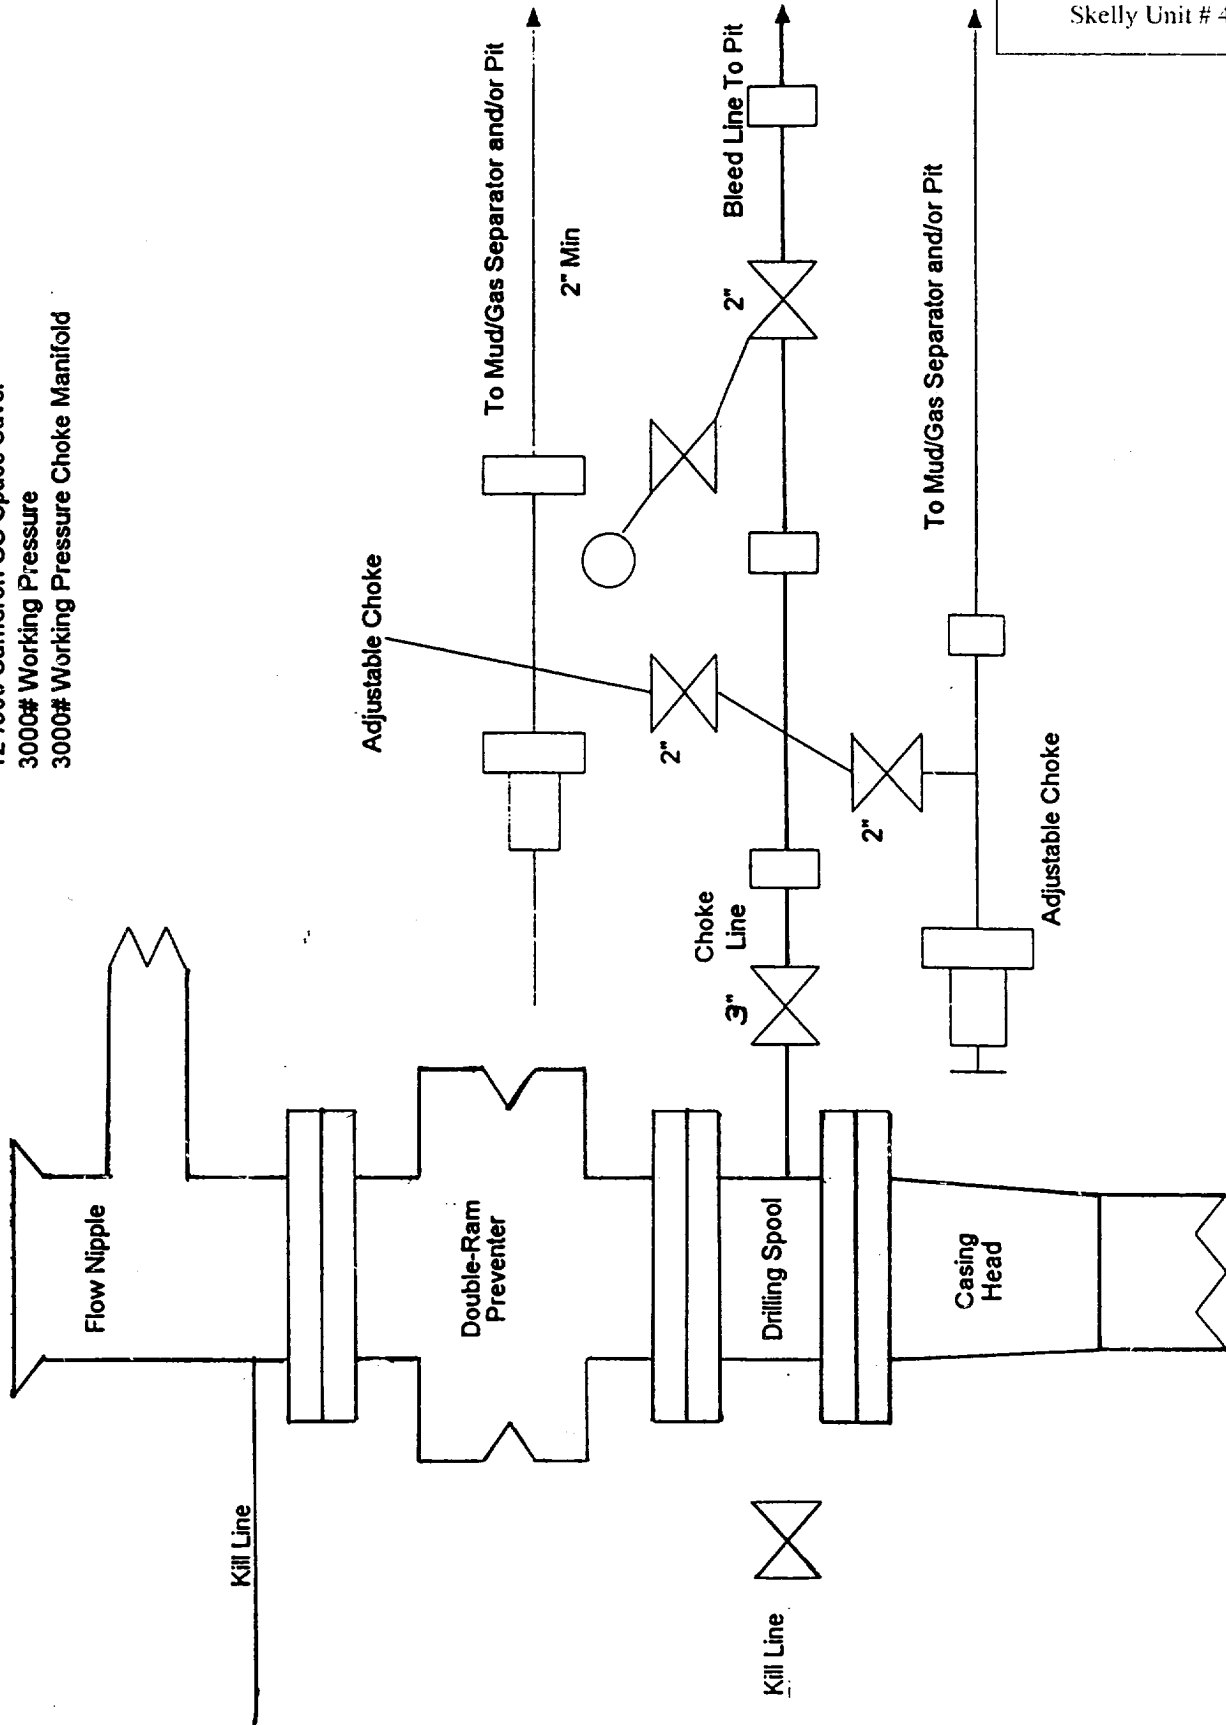 Skelly Unit # 4
3000# Working Pressure
3000# Working Pressure Choke Manifold
Flow Nipple
Kill Line
Double-Ram
Preventer
Drilling Spool
Casing
Head
Kill Line
Choke
Line
3"
Adjustable Choke
2"
2"
Adjustable Choke
To Mud/Gas Separator and/or Pit
2" Min
2"
Bleed Line To Pit
To Mud/Gas Separator and/or Pit